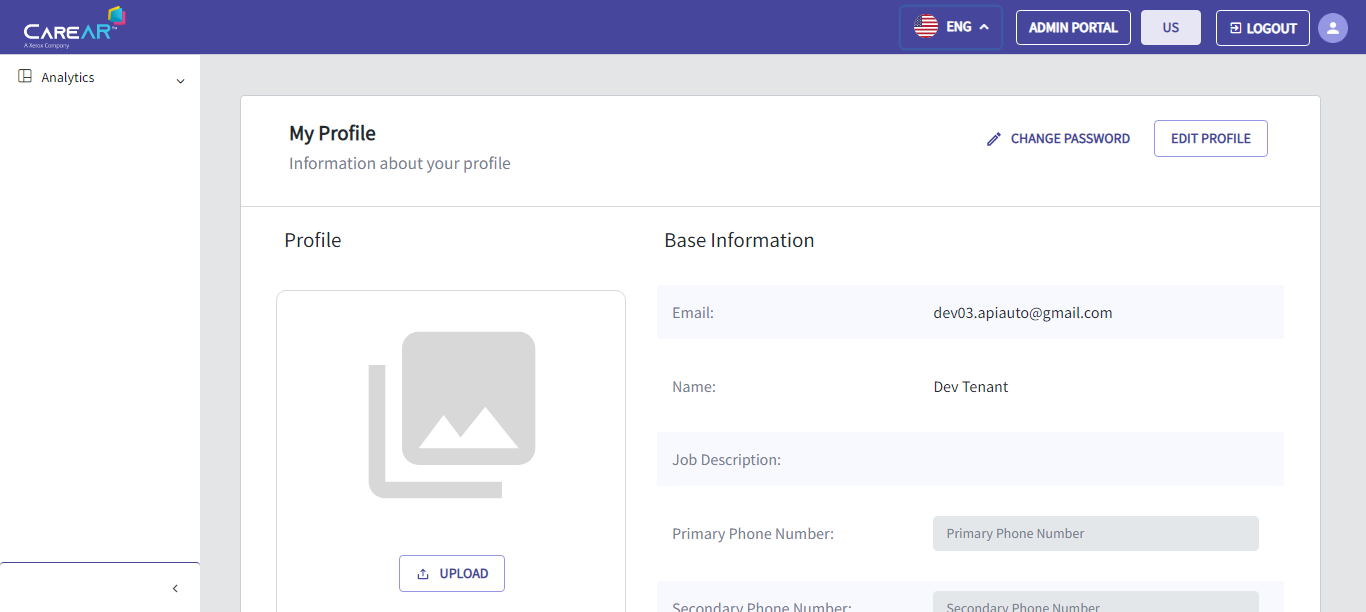 CAREAR™
A Xerox Company
ENG
ADMIN PORTAL
US
LOGOUT
Analytics
My Profile
Information about your profile
CHANGE PASSWORD
EDIT PROFILE
Profile
UPLOAD
Base Information
Email: dev03.apiauto@gmail.com
Name: Dev Tenant
Job Description:
Primary Phone Number: Primary Phone Number
Secondary Phone Number: Secondary Phone Number